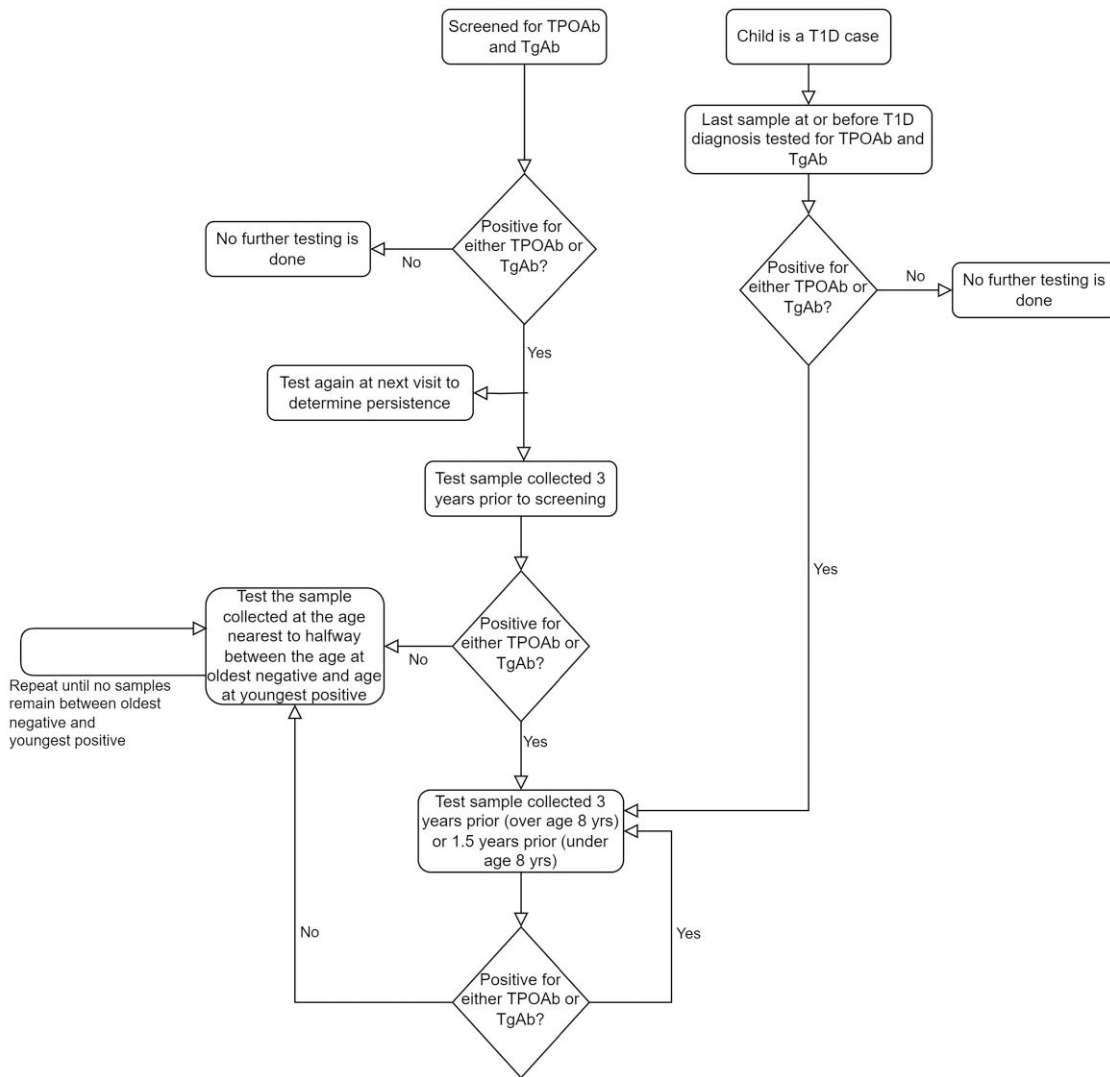 Screened for TPOAb
and TgAb
Child is a T1D case
Last sample at or before T1D
diagnosis tested for TPOAb and
TgAb
Positive for
either TPOAb or
TgAb?
No
No further testing is
done
Positive for
either TPOAb or
TgAb?
No
No further testing is
done
Yes
Test again at next visit to
determine persistence
Test sample collected 3
years prior to screening
Yes
Positive for
either TPOAb or
TgAb?
No
Test the sample
collected at the age
nearest to halfway
between the age at
oldest negative and age
at youngest positive
Repeat until no samples
remain between oldest
negative and
youngest positive
Yes
Test sample collected 3
years prior (over age 8 yrs)
or 1.5 years prior (under
age 8 yrs)
No
Yes
Positive for
either TPOAb or
TgAb?